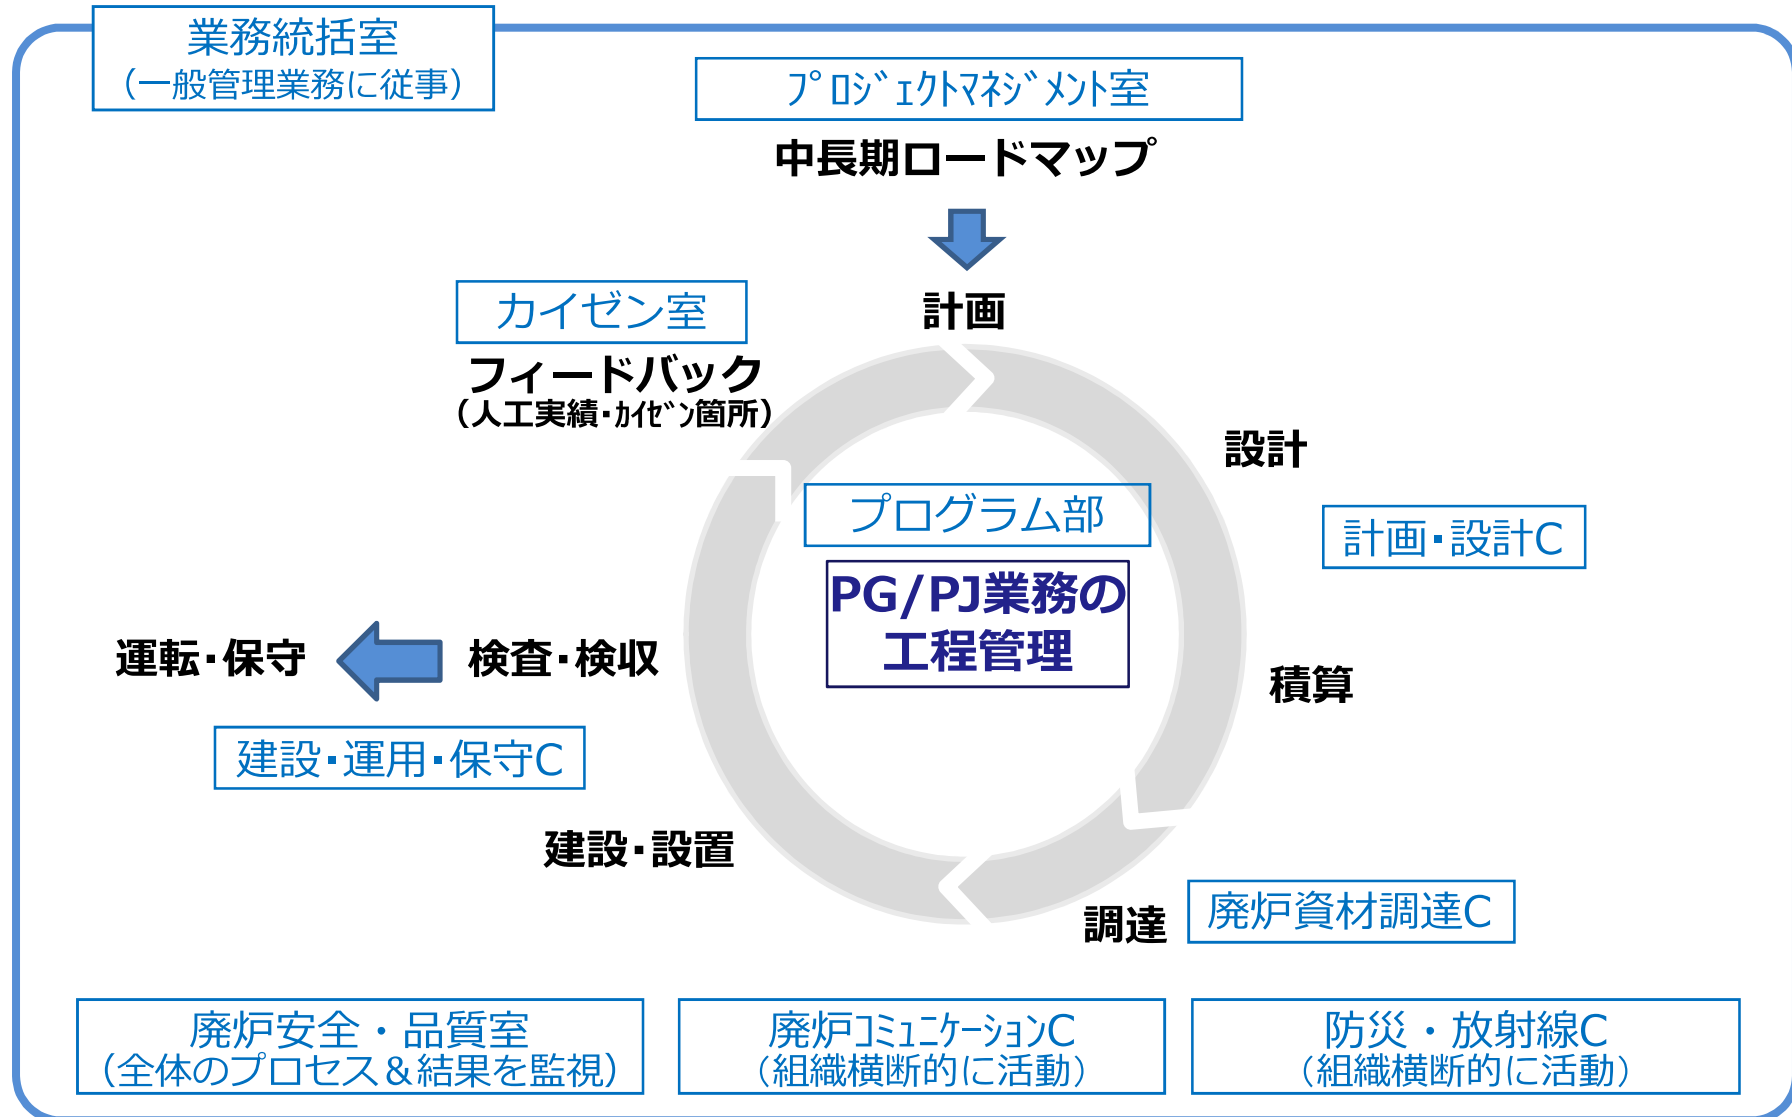 業務統括室
（一般管理業務に従事）
ﾌﾟﾛｼﾞｪｸﾄﾏﾈｼﾞﾒﾝﾄ室
中長期ロードマップ
計画
カイゼン室
フィードバック
（人工実績･ｶｲｾﾞﾝ箇所）
設計
プログラム部
計画･設計C
PG/PJ業務の
工程管理
運転･保守
検査･検収
積算
建設･運用･保守C
建設･設置
調達
廃炉資材調達C
廃炉安全・品質室
（全体のプロセス＆結果を監視）
廃炉ｺﾐｭﾆｹｰｼｮﾝC
（組織横断的に活動）
防災・放射線C
（組織横断的に活動）